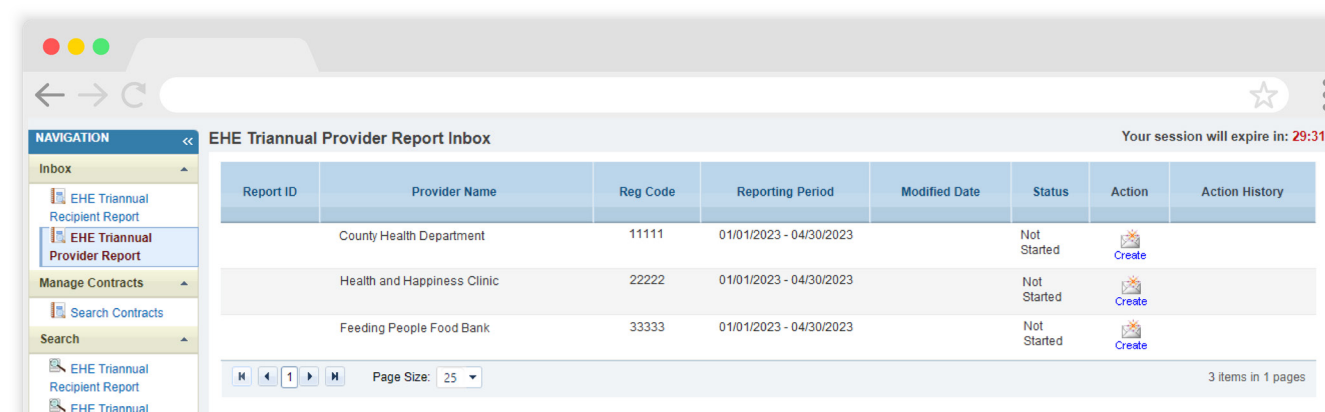 NAVIGATION «
EHE Triannual Provider Report Inbox
Your session will expire in: 29:31
Inbox
EHE Triannual
Recipient Report
EHE Triannual
Provider Report
Manage Contracts
Search Contracts
Search
EHE Triannual
Recipient Report
EHE Triannual
Report ID Provider Name Reg Code Reporting Period Modified Date Status Action Action History
County Health Department 11111 01/01/2023 - 04/30/2023 Not
Started
Create
Health and Happiness Clinic 22222 01/01/2023 - 04/30/2023 Not
Started
Create
Feeding People Food Bank 33333 01/01/2023 - 04/30/2023 Not
Started
Create
1 Page Size: 25 3 items in 1 pages